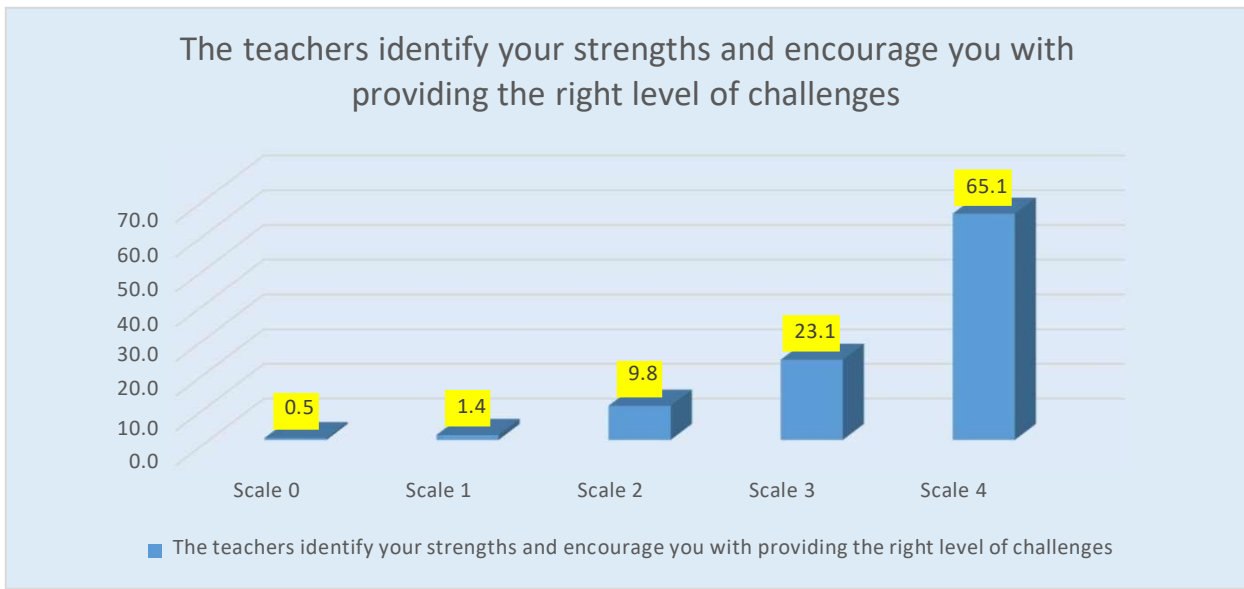 The teachers identify your strengths and encourage you with
providing the right level of challenges
70.0
60.0
50.0
40.0
30.0
20.0
10.0
0.0
0.5
1.4
9.8
23.1
65.1
Scale 0
Scale 1
Scale 2
Scale 3
Scale 4
The teachers identify your strengths and encourage you with providing the right level of challenges